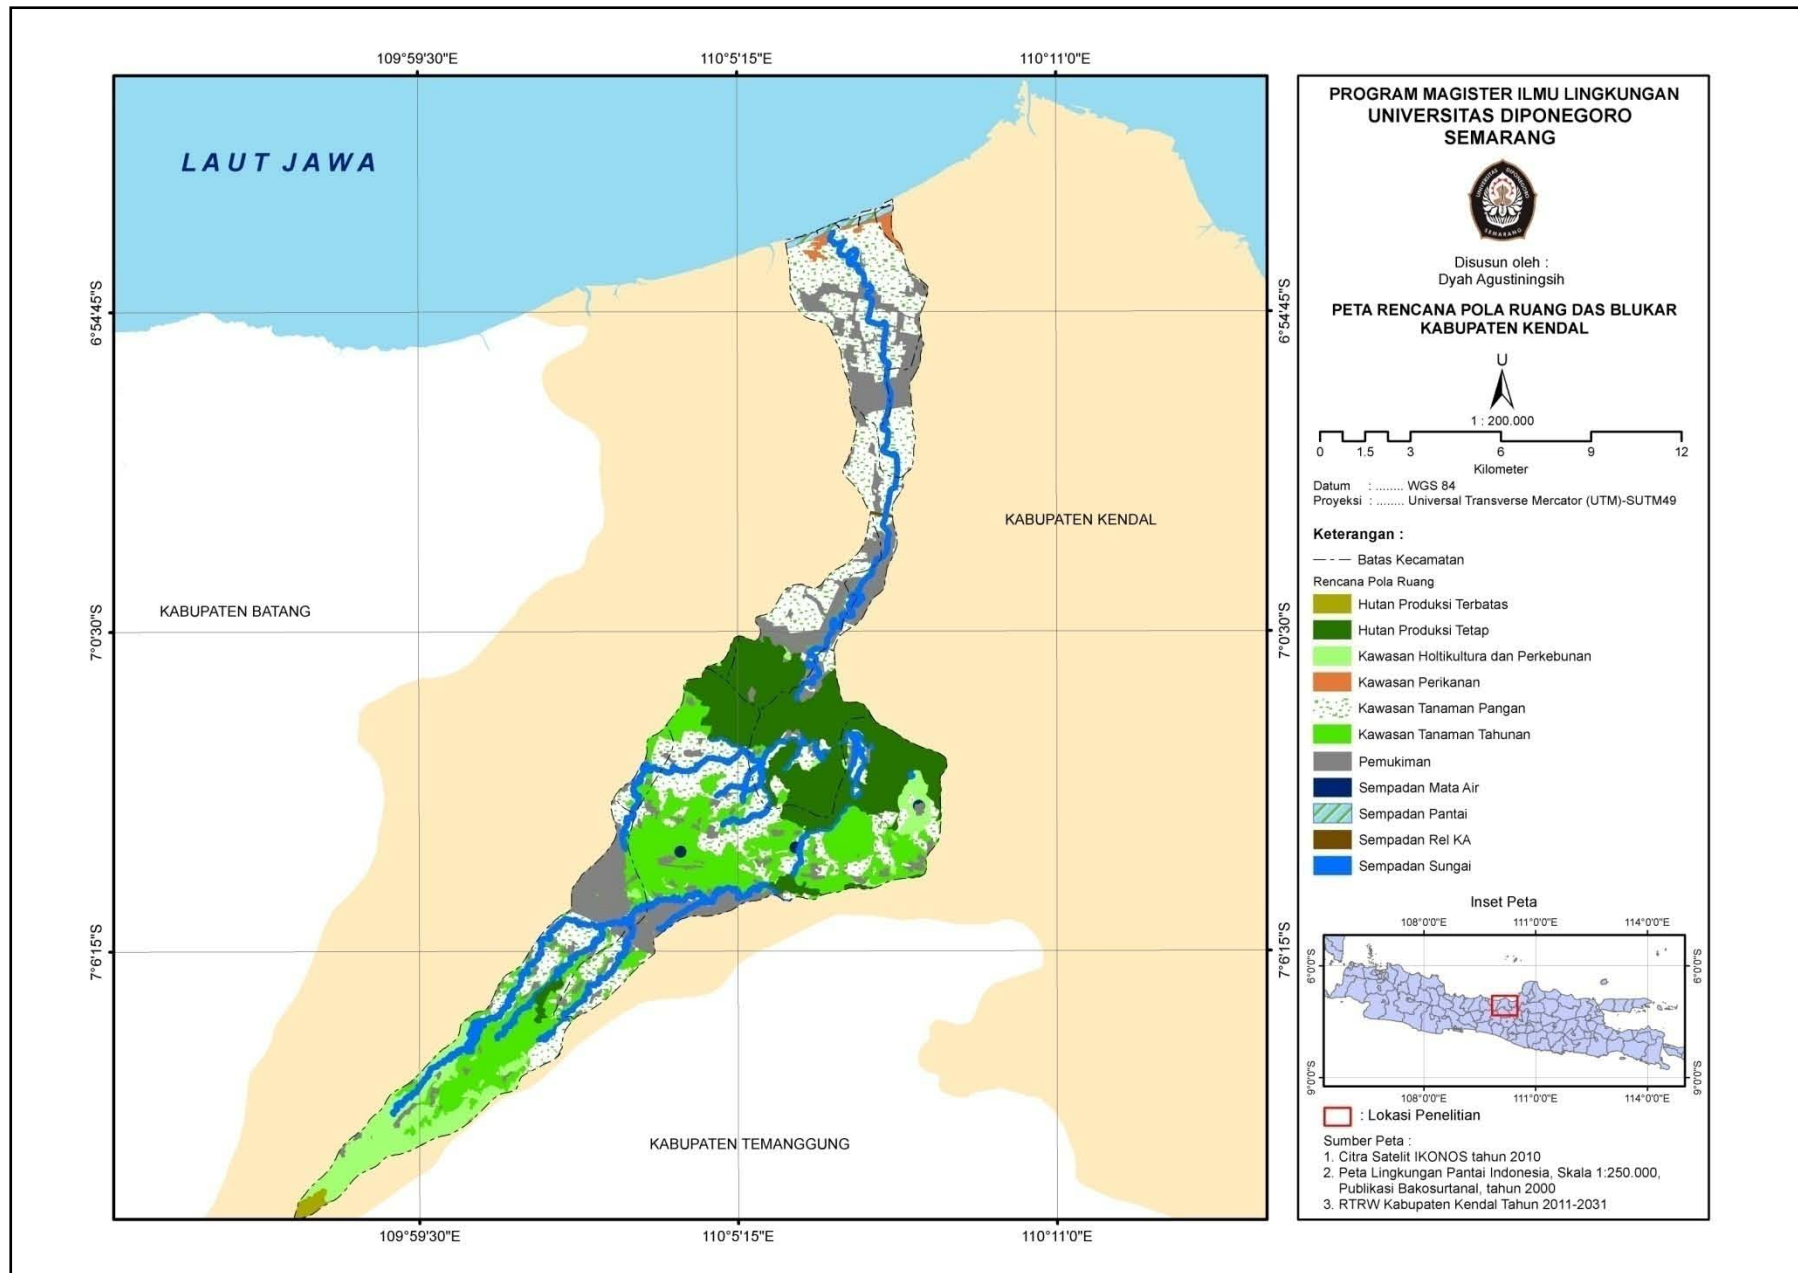 109°59'30"E
110°5'15"E
110°11'0"E
LAUT JAWA
6°54'45"S
6°54'45"S
KABUPATEN KENDAL
KABUPATEN BATANG
7°0'30"S
7°0'30"S
7°6'15"S
7°6'15"S
KABUPATEN TEMANGGUNG
109°59'30"E
110°5'15"E
110°11'0"E
PROGRAM MAGISTER ILMU LINGKUNGAN
UNIVERSITAS DIPONEGORO
SEMARANG
UNIVERSITAS DIPONEGORO
SEMARANG
Disusun oleh :
Dyah Agustiningsih
PETA RENCANA POLA RUANG DAS BLUKAR
KABUPATEN KENDAL
U
1 : 200.000
0 1.5 3 6 9 12
Kilometer
Datum : ........ WGS 84
Proyeksi : ........ Universal Transverse Mercator (UTM)-SUTM49
Keterangan :
Batas Kecamatan
Rencana Pola Ruang
Hutan Produksi Terbatas
Hutan Produksi Tetap
Kawasan Holtikultura dan Perkebunan
Kawasan Perikanan
Kawasan Tanaman Pangan
Kawasan Tanaman Tahunan
Pemukiman
Sempadan Mata Air
Sempadan Pantai
Sempadan Rel KA
Sempadan Sungai
Inset Peta
108°0'0"E 111°0'0"E 114°0'0"E
6°0'0"S
6°0'0"S
9°0'0"S
9°0'0"S
108°0'0"E 111°0'0"E 114°0'0"E
: Lokasi Penelitian
Sumber Peta :
1. Citra Satelit IKONOS tahun 2010
2. Peta Lingkungan Pantai Indonesia, Skala 1:250.000,
Publikasi Bakosurtanal, tahun 2000
3. RTRW Kabupaten Kendal Tahun 2011-2031